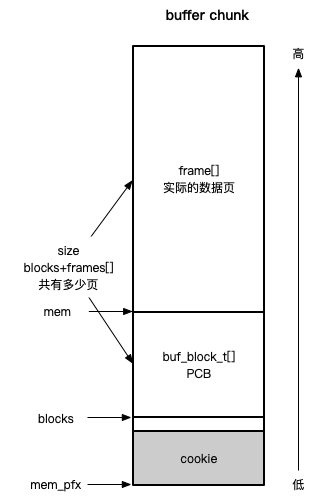 buffer chunk
高
frame[]
实际的数据页
size
blocks+frames[]
共有多少页
mem
buf_block_t[]
PCB
blocks
cookie
mem_pfx
低